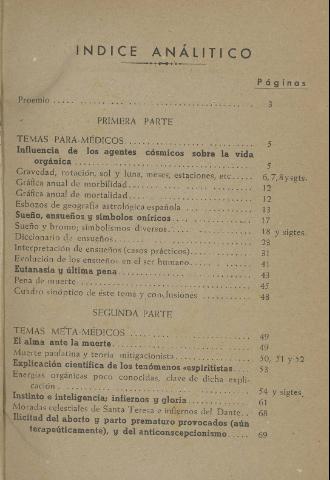 INDICE ANÁLITICO
Páginas
Proemio 3
PRIMERA PARTE
TEMAS PARA-MÉDICOS 5
Influencia de los agentes cósmicos sobre la vida
orgánica 5
Gravedad, rotación, sol y luna, meses, estaciones, etc. 6, 7, 8 y sgts.
Gráfica anual de morbilidad 12
Gráfica anual de mortalidad 12
Esbozos de geografía astrológica española 13
Sueño, ensueños y símbolos oníricos 17
Sueño y bromo; simbolismos diversos 18 y sigtes.
Diccionario de ensueños 28
Interpretación de ensueños (casos prácticos) 31
Evolución de los ensueños en el ser humano 41
Eutanasia y última pena 43
Pena de muerte 45
Cuadro sinóptico de éste tema y conclusiones 48
SEGUNDA PARTE
TEMAS META-MÉDICOS 49
El alma ante la muerte 49
Muerte paulatina y teoría mitigacionista 50, 51 y 52
Explicación científica de los fenómenos espiritistas 53
Energías orgánicas poco conocidas, clave de dicha expli-
cación 54 y sigtes.
Instinto e inteligencia; infiernos y gloria 61
Moradas celestiales de Santa Teresa e infiernos del Dante 68
Ilicitud del aborto y parto prematuro provocados (aún
terapeúticamente), y del anticonscepcionismo 69